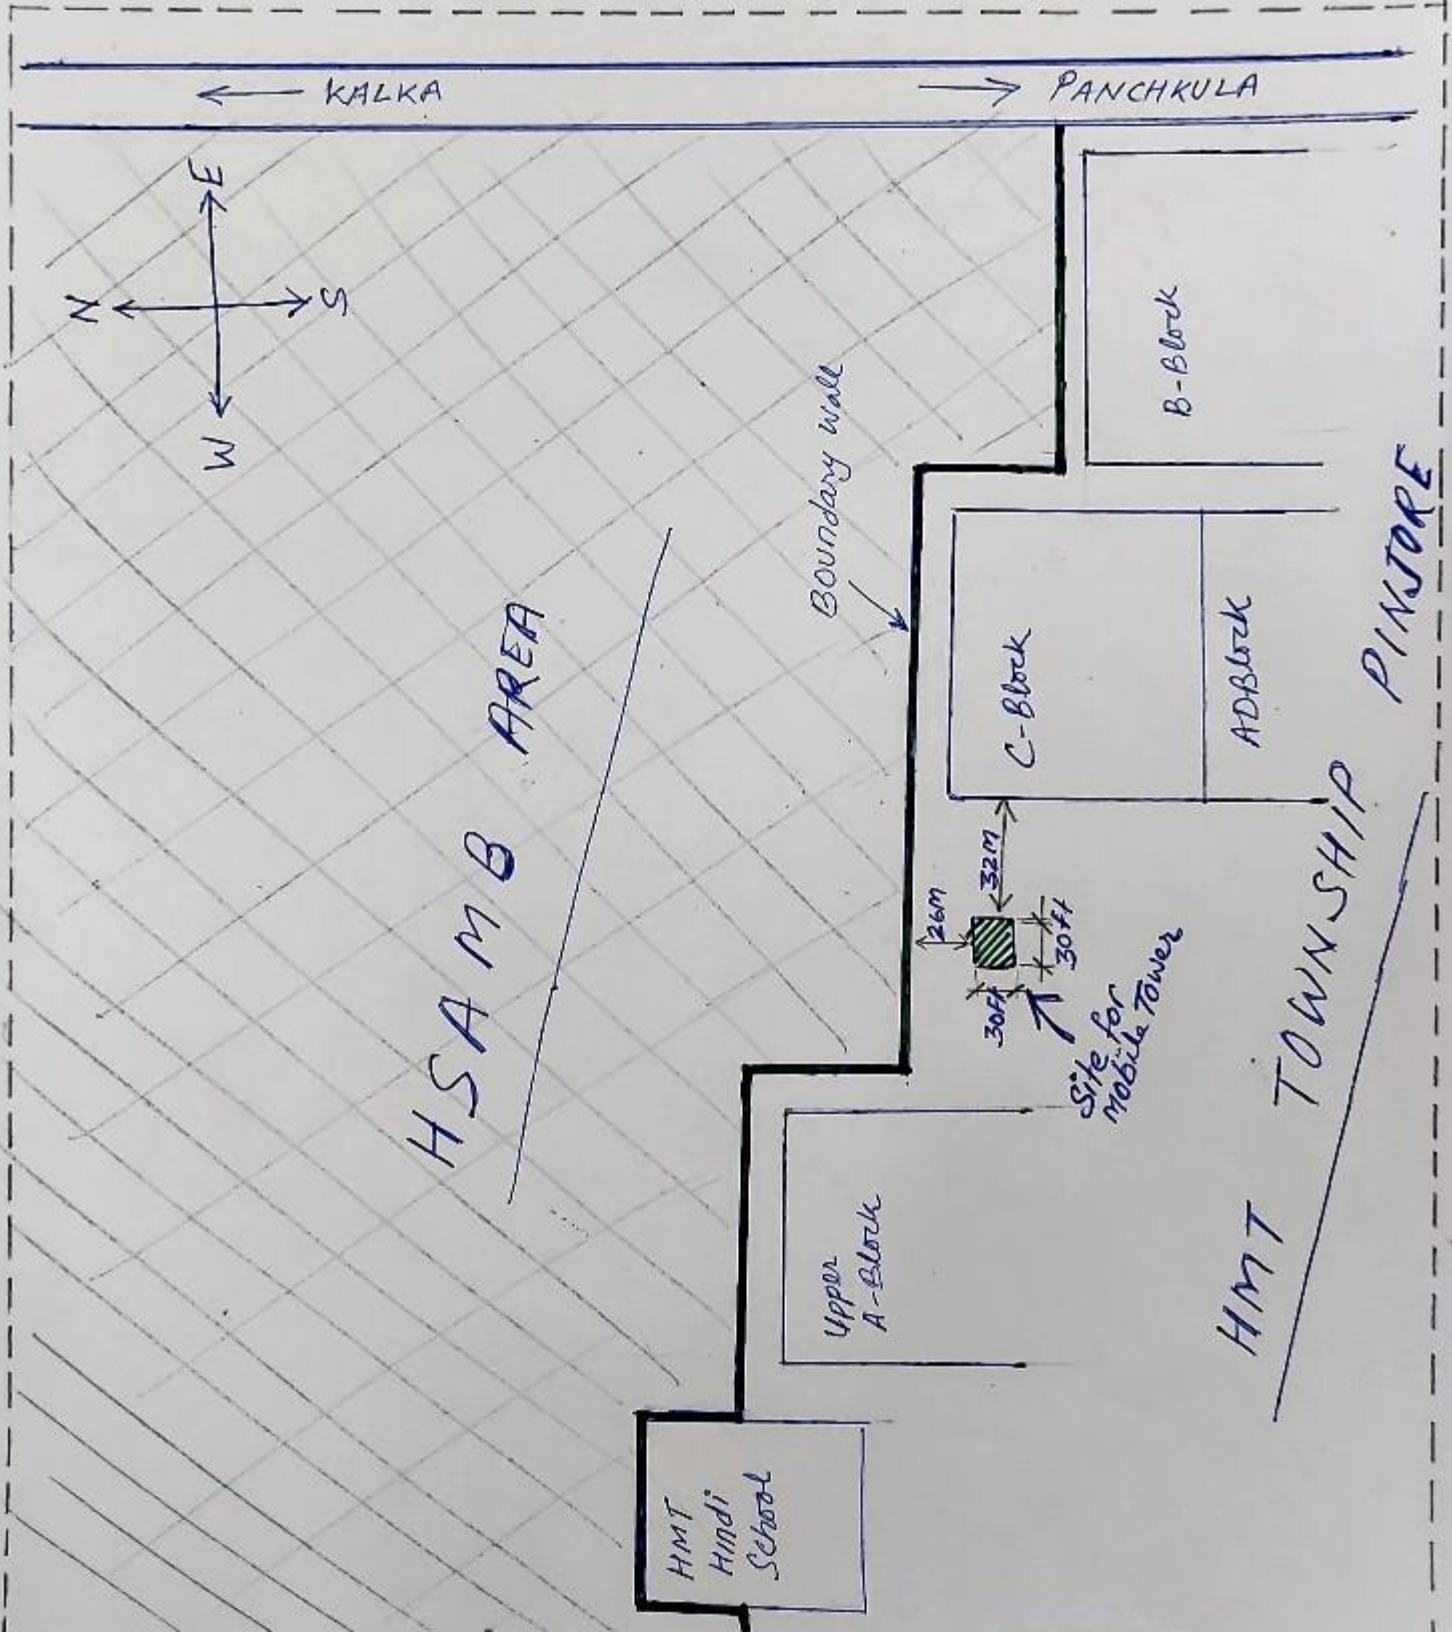 ← KALKA
→ PANCHKULA
E
N
S
W
B-Block
Boundary Wall
HSAMB AREA
C-Block
ADBlock
32M
26M
30ft
30ft
Site for
Mobile Tower
HMT TOWNSHIP PINJORE
Upper
A-Block
HMT
Hindi
School